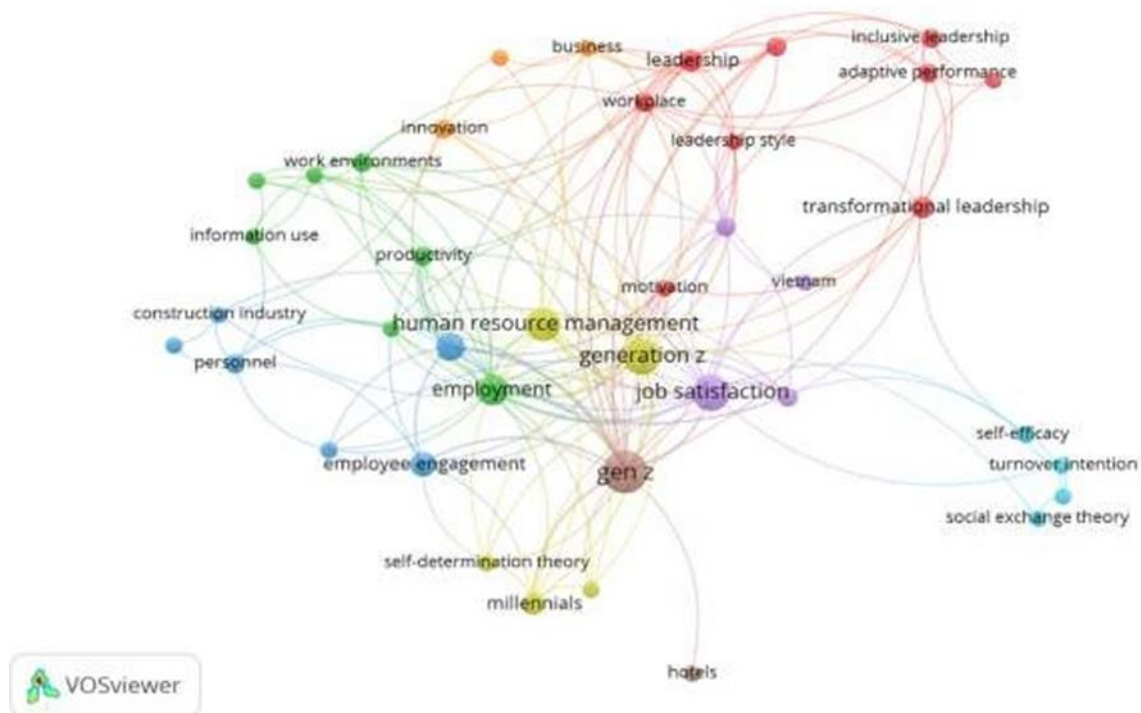 inclusive leadership
business
leadership
adaptive performance
workplace
innovation
leadership style
work environments
transformational leadership
information use
productivity
vietnam
motivation
construction industry
human resource management
generation z
personnel
employment
job satisfaction
self-efficacy
employee engagement
turnover intention
gen z
social exchange theory
self-determination theory
millennials
hotels
VOSviewer